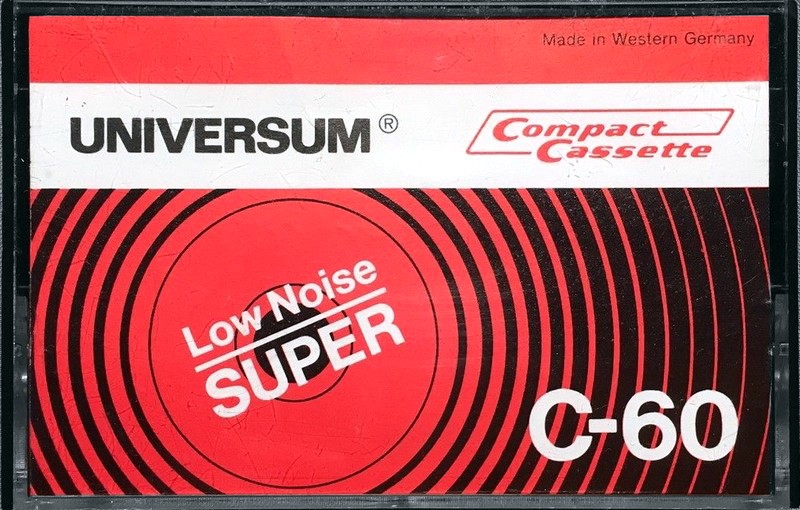 Made in Western Germany
UNIVERSUM®
Compact
Cassette
Low Noise
SUPER
C-60